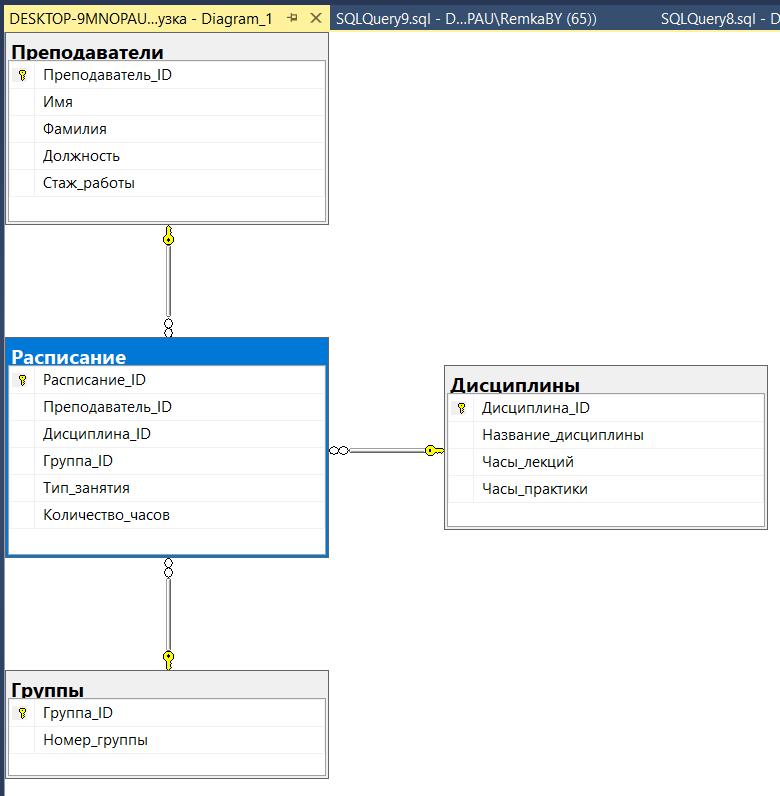 DESKTOP-9MNOPAU...узка - Diagram_1 SQLQuery9.sql - D...PAU\RemkaBY (65)) SQLQuery8.sql - D
Преподаватели
Преподаватель_ID
Имя
Фамилия
Должность
Стаж_работы
Расписание
Расписание_ID
Преподаватель_ID
Дисциплина_ID
Группа_ID
Тип_занятия
Количество_часов
Дисциплины
Дисциплина_ID
Название_дисциплины
Часы_лекций
Часы_практики
Группы
Группа_ID
Номер_группы